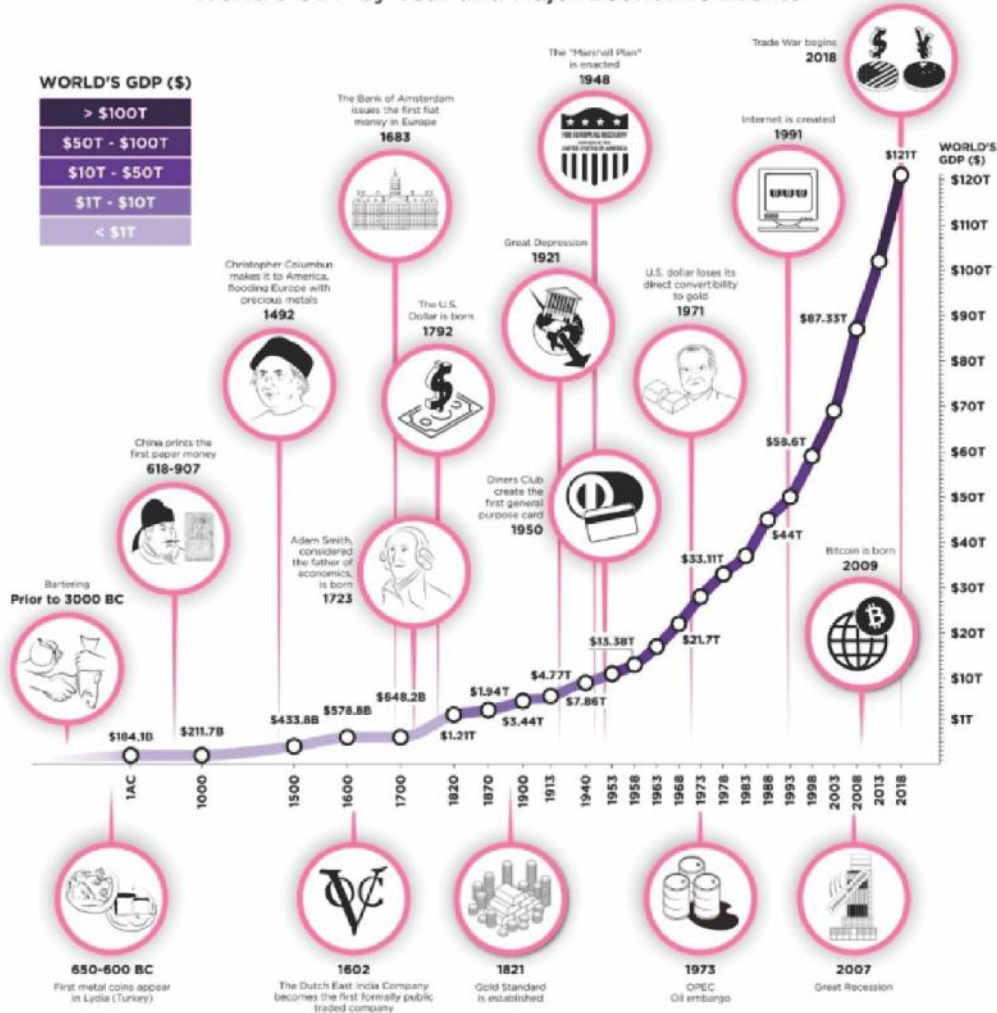 WORLD'S GDP ($)
> $100T
$50T - $100T
$10T - $50T
$1T - $10T
< $1T
Bartering
Prior to 3000 BC
China prints the
first paper money
618-907
Christopher Columbus
makes it to America,
flooding Europe with
precious metals
1492
The Bank of Amsterdam
issues the first fiat
money in Europe
1683
The U.S.
Dollar is born
1792
Adam Smith,
considered
the father of
economics,
is born
1723
Great Depression
1921
The "Marshall Plan"
is enacted
1948
Diners Club
create the
first general
purpose card
1950
U.S. dollar loses its
direct convertibility
to gold
1971
Internet is created
1991
WWW
Trade War begins
2018
Bitcoin is born
2009
$184.1B
$211.7B
$433.8B
$578.8B
$648.2B
$1.21T
$1.94T
$3.44T
$4.77T
$7.86T
$13.38T
$21.7T
$33.11T
$44T
$58.6T
$87.33T
$121T
WORLD'S
GDP ($)
$120T
$110T
$100T
$90T
$80T
$70T
$60T
$50T
$40T
$30T
$20T
$10T
$1T
1AC
1000
1500
1600
1700
1820
1870
1900
1913
1940
1953
1958
1963
1968
1973
1978
1983
1988
1993
1998
2003
2008
2013
2018
650-600 BC
First metal coins appear
in Lydia (Turkey)
1602
The Dutch East India Company
becomes the first formally public
traded company
1821
Gold Standard
is established
1973
OPEC
Oil embargo
2007
Great Recession